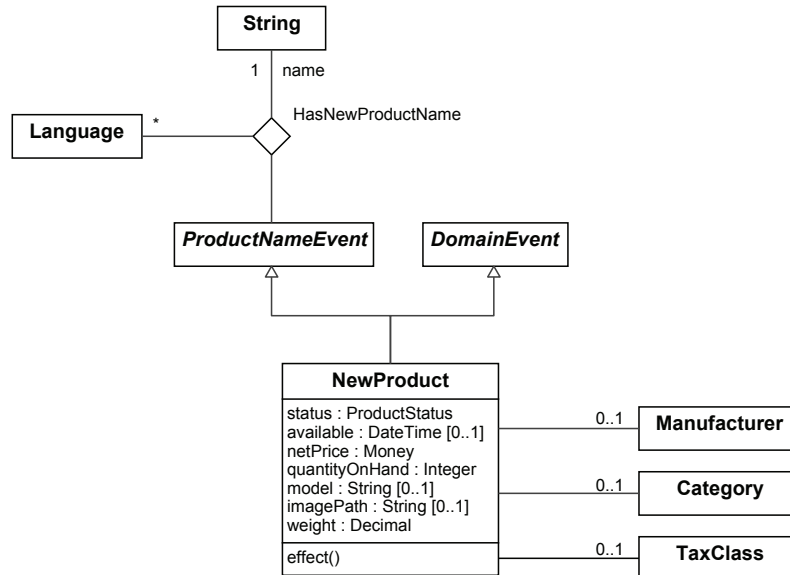 String
1 name
HasNewProductName
Language
*
ProductNameEvent
DomainEvent
NewProduct
status : ProductStatus
available : DateTime [0..1]
netPrice : Money
quantityOnHand : Integer
model : String [0..1]
imagePath : String [0..1]
weight : Decimal
effect()
0..1
Manufacturer
0..1
Category
0..1
TaxClass